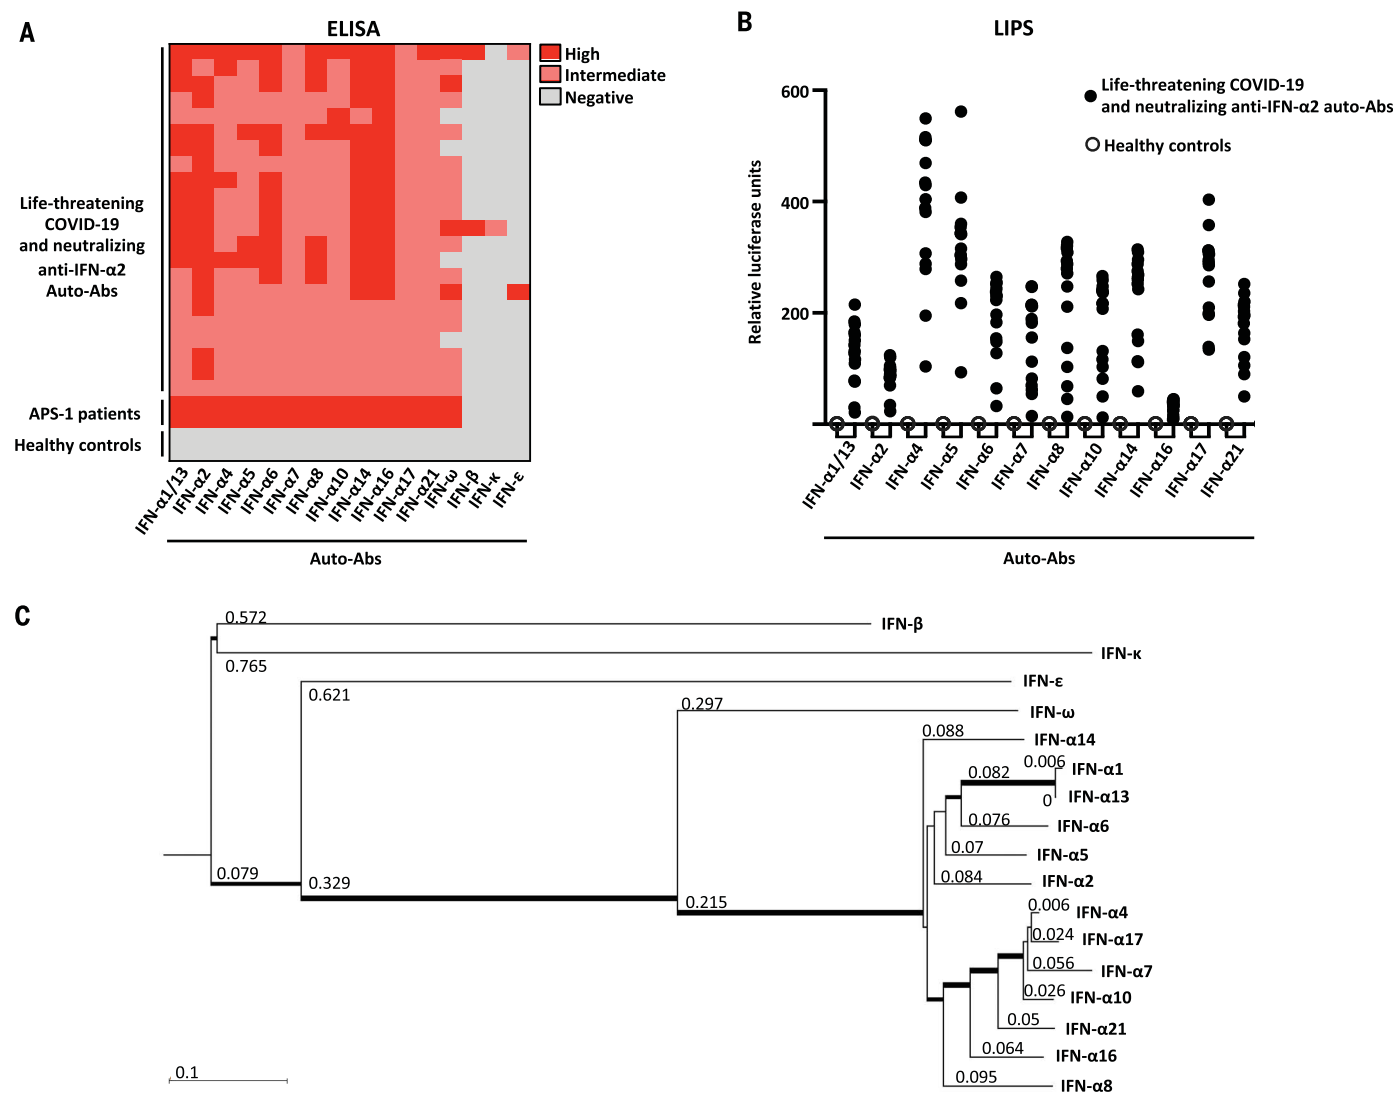 A
ELISA
High
Intermediate
Negative
Life-threatening
COVID-19
and neutralizing
anti-IFN-α2
Auto-Abs
APS-1 patients
Healthy controls
IFN-α1/13
IFN-α2
IFN-α4
IFN-α5
IFN-α6
IFN-α7
IFN-α8
IFN-α10
IFN-α14
IFN-α16
IFN-α17
IFN-α21
IFN-ω
IFN-β
IFN-κ
IFN-ε
Auto-Abs
B
LIPS
Life-threatening COVID-19
and neutralizing anti-IFN-α2 auto-Abs
Healthy controls
Relative luciferase units
600
400
200
IFN-α1/13
IFN-α2
IFN-α4
IFN-α5
IFN-α6
IFN-α7
IFN-α8
IFN-α10
IFN-α14
IFN-α16
IFN-α17
IFN-α21
Auto-Abs
C
0.572
IFN-β
0.765
IFN-κ
0.621
IFN-ε
0.297
IFN-ω
0.088
IFN-α14
0.006
IFN-α1
0.082
0
IFN-α13
0.076
IFN-α6
0.07
IFN-α5
0.084
IFN-α2
0.079
0.329
0.215
0.006
IFN-α4
0.024
IFN-α17
0.056
IFN-α7
0.026
IFN-α10
0.05
IFN-α21
0.064
IFN-α16
0.095
IFN-α8
0.1